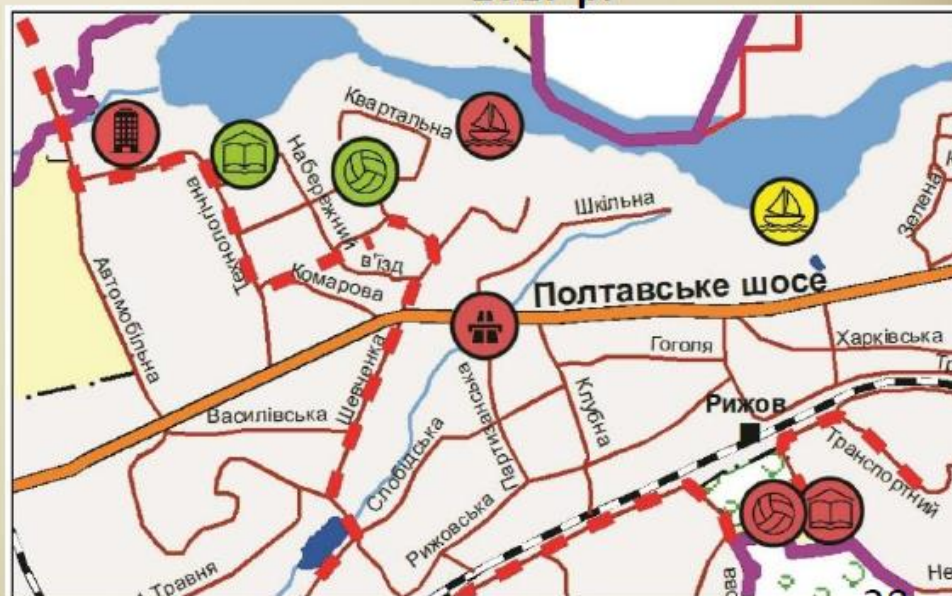 Квартальна
Набережний
в'їзд
Технологічна
Комарова
Автомобільна
Шкільна
Зелена
Полтавське шосе
Харківська
Гоголя
Рижов
Василівська
Шевченка
Партизанська
Клубна
Слобідська
Рижовська
Транспортний
Травня